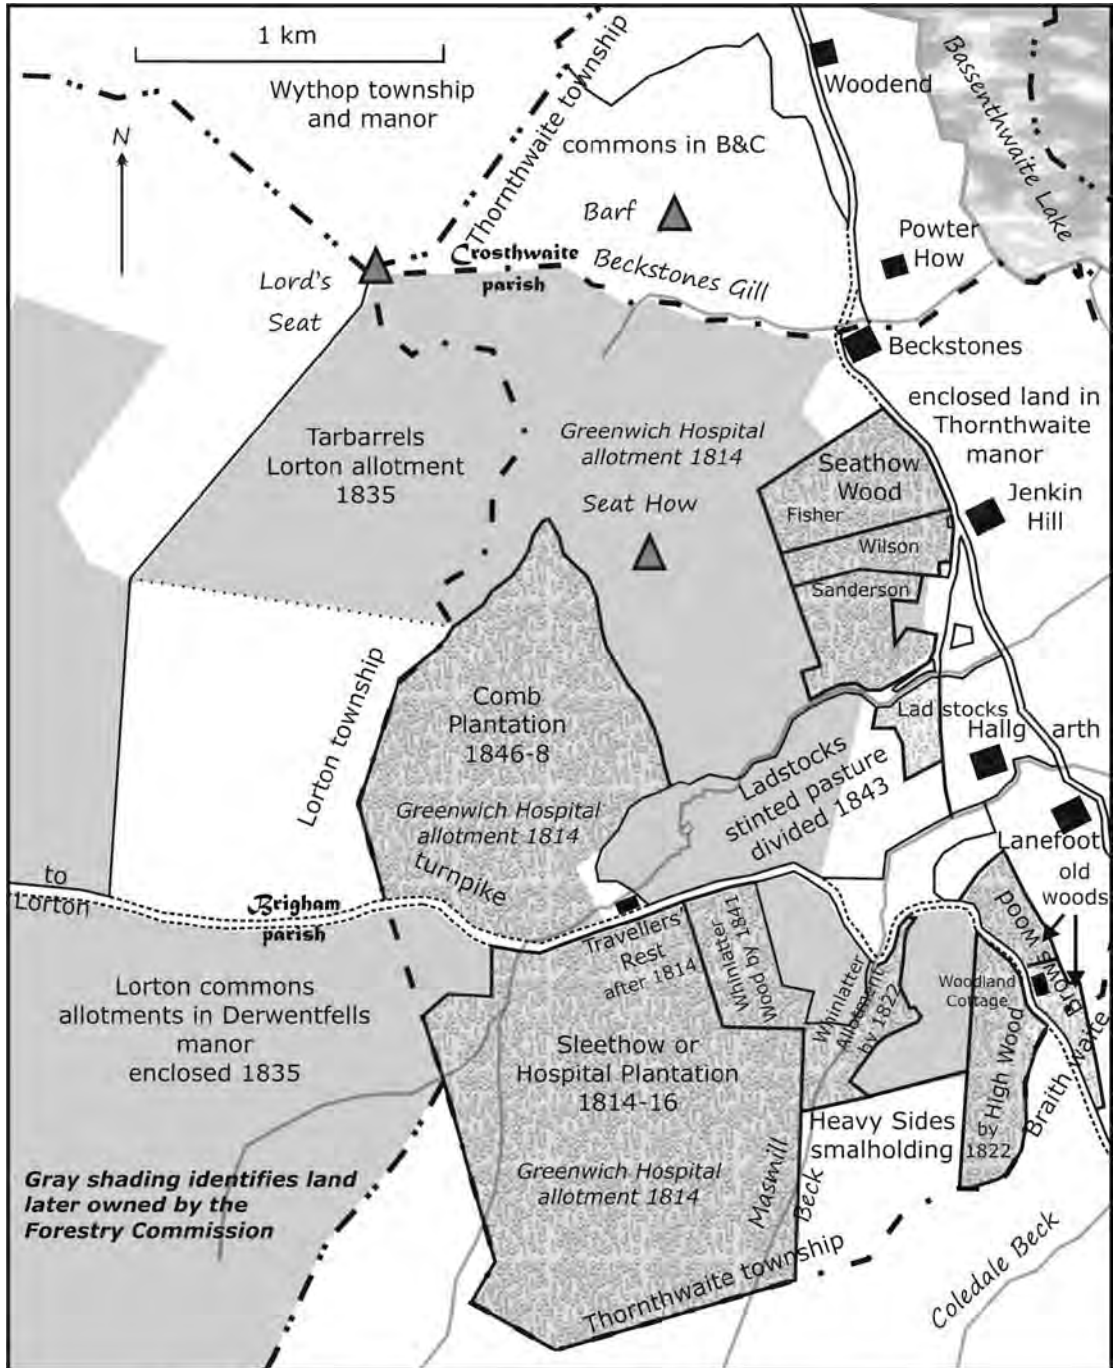 1 km
Wythop township
and manor
N
Thornthwaite township
Woodend
Bassenthwaite Lake
commons in B&C
Barf
Powter
How
Crosthwaite
parish
Beckstones Gill
Lord's
Seat
Beckstones
enclosed land in
Thornthwaite
manor
Tarbarrels
Lorton allotment
1835
Greenwich Hospital
allotment 1814
Seat How
Seathow
Wood
Fisher
Wilson
Sanderson
Jenkin
Hill
Lorton township
Comb
Plantation
1846-8
Greenwich Hospital
allotment 1814
turnpike
Ladstocks
Hallgarth
Ladstocks
stinted pasture
divided 1843
Lanefoot
old
woods
to
Lorton
Brigham
parish
Travellers'
Rest
after 1814
Whinlatter
Wood by 1841
Whinlatter
Allotment
by 1822
Woodland
Cottage
Brows Wood
High Wood
by
1822
Braithwaite
Lorton commons
allotments in Derwentfells
manor
enclosed 1835
Sleethow or
Hospital Plantation
1814-16
Greenwich Hospital
allotment 1814
Heavy Sides
smalholding
Masmill
Beck
Gray shading identifies land
later owned by the
Forestry Commission
Thornthwaite township
Coledale Beck